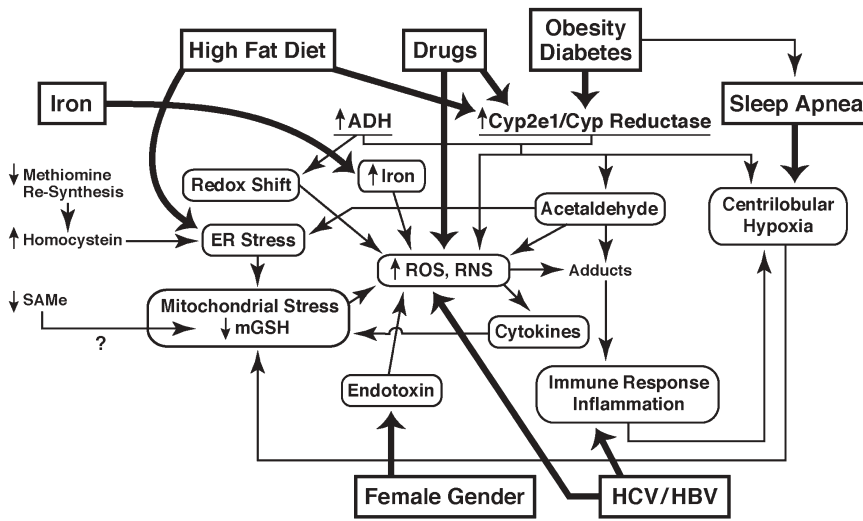 Obesity
Diabetes
High Fat Diet
Drugs
Iron
Sleep Apnea
↑ADH
↑Cyp2e1/Cyp Reductase
↓ Methiomine
Re-Synthesis
Redox Shift
↑ Iron
Acetaldehyde
Centrilobular
Hypoxia
↑ Homocystein
ER Stress
↑ ROS, RNS
Adducts
↓ SAMe
Mitochondrial Stress
↓ mGSH
?
Cytokines
Endotoxin
Immune Response
Inflammation
Female Gender
HCV/HBV